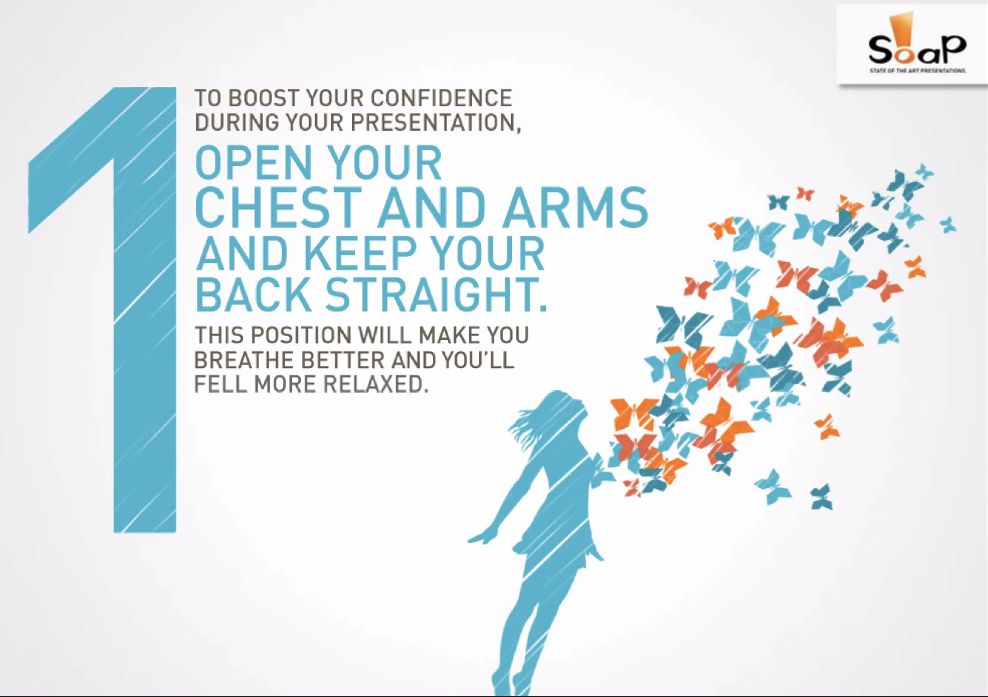 SoaP
STATE OF THE ART PRESENTATIONS.
1
TO BOOST YOUR CONFIDENCE
DURING YOUR PRESENTATION,
OPEN YOUR
CHEST AND ARMS
AND KEEP YOUR
BACK STRAIGHT.
THIS POSITION WILL MAKE YOU
BREATHE BETTER AND YOU'LL
FELL MORE RELAXED.